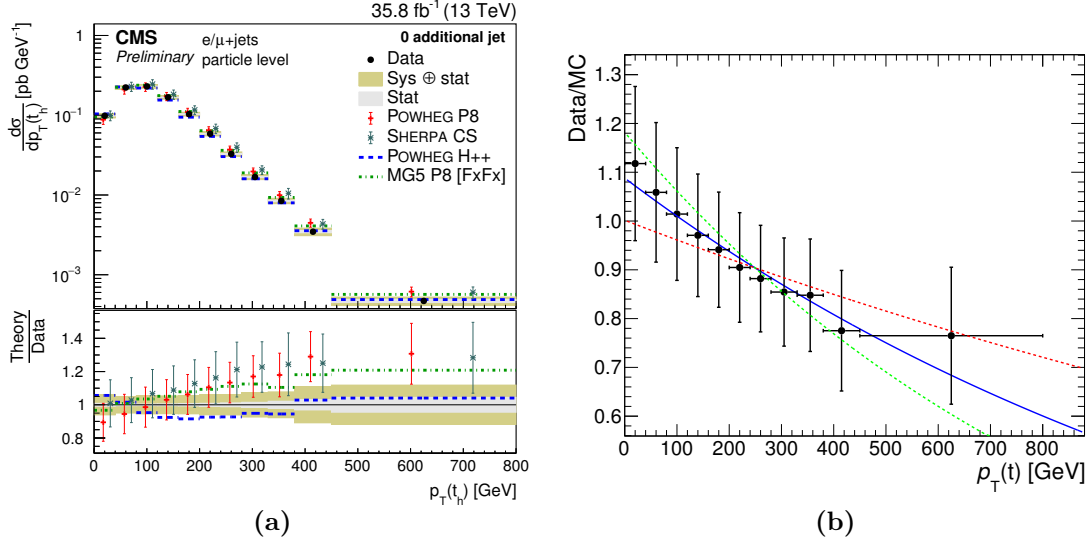 35.8 fb⁻¹ (13 TeV)
CMS
Preliminary
e/μ+jets
particle level
0 additional jet
Data
Sys ⊕ stat
Stat
POWHEG P8
SHERPA CS
POWHEG H++
MG5 P8 [FxFx]
dσ
dp_T(t_h)
[pb GeV⁻¹]
1
10⁻¹
10⁻²
10⁻³
Theory
Data
1.4
1.2
1
0.8
0 100 200 300 400 500 600 700 800
p_T(t_h) [GeV]
(a)
Data/MC
1.3
1.2
1.1
1.0
0.9
0.8
0.7
0.6
0 200 400 600 800
p_T(t) [GeV]
(b)